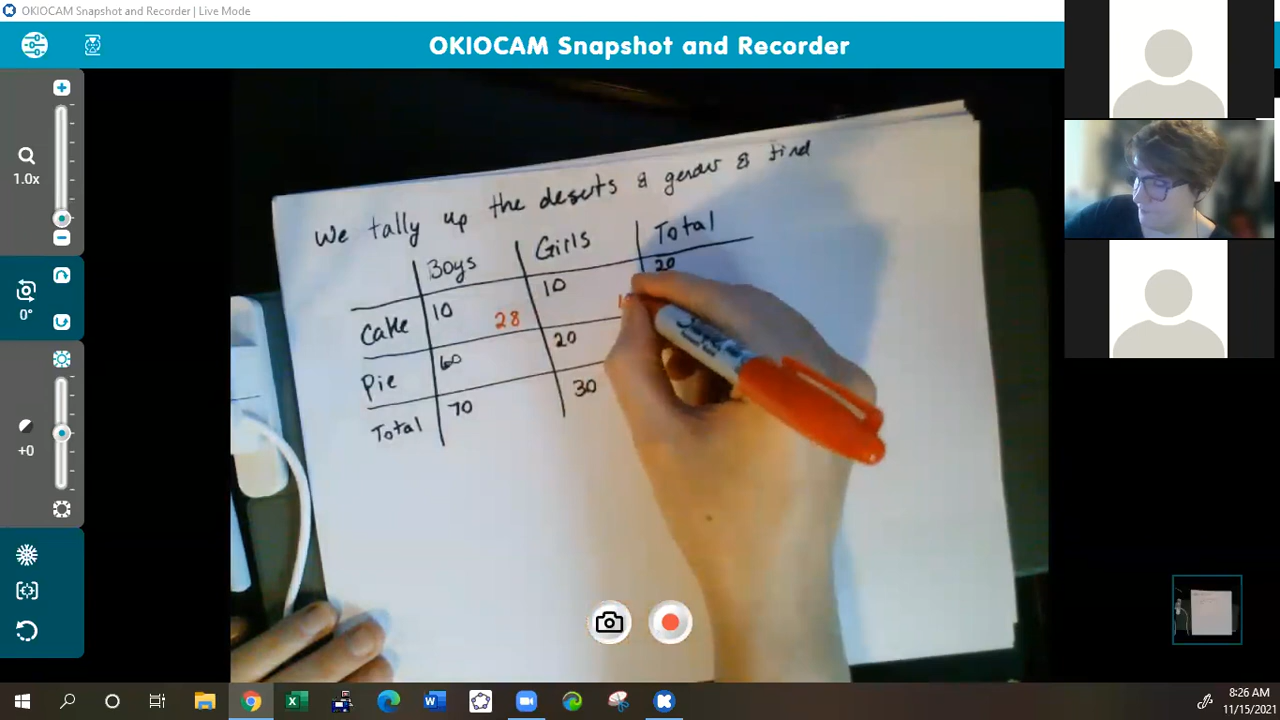 OKIOCAM Snapshot and Recorder | Live Mode
OKIOCAM Snapshot and Recorder
1.0x
0°
+0
We tally up the deserts & gender & find
Boys Girls Total
Cake 10 28 10 20
Pie 60 20
Total 70 30
Sharpie
8:26 AM
11/15/2021